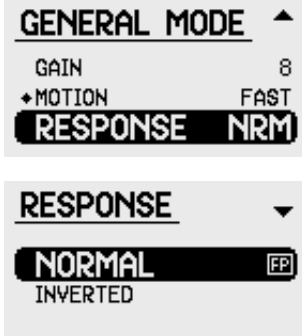 GENERAL MODE
GAIN 8
MOTION FAST
RESPONSE NRM
RESPONSE
NORMAL FP
INVERTED